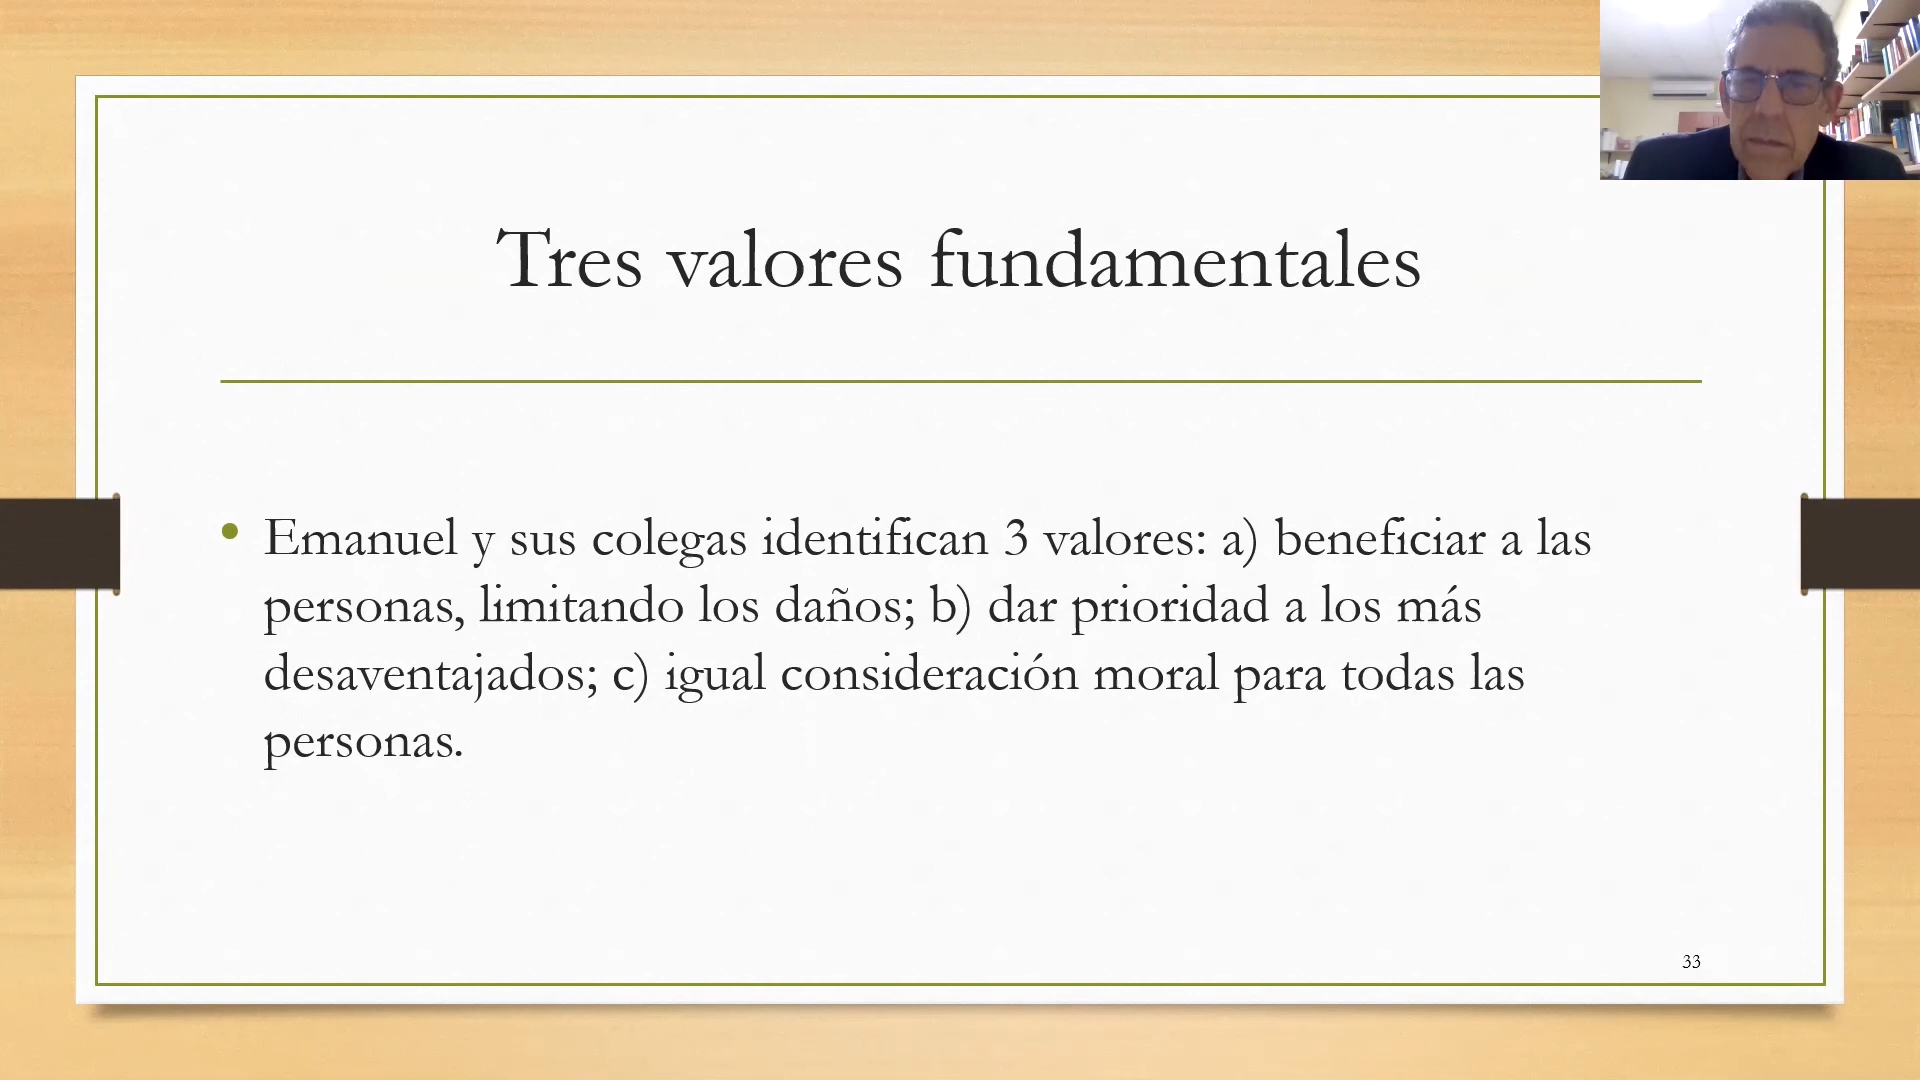 Tres valores fundamentales
• Emanuel y sus colegas identifican 3 valores: a) beneficiar a las
personas, limitando los daños; b) dar prioridad a los más
desaventajados; c) igual consideración moral para todas las
personas.
33